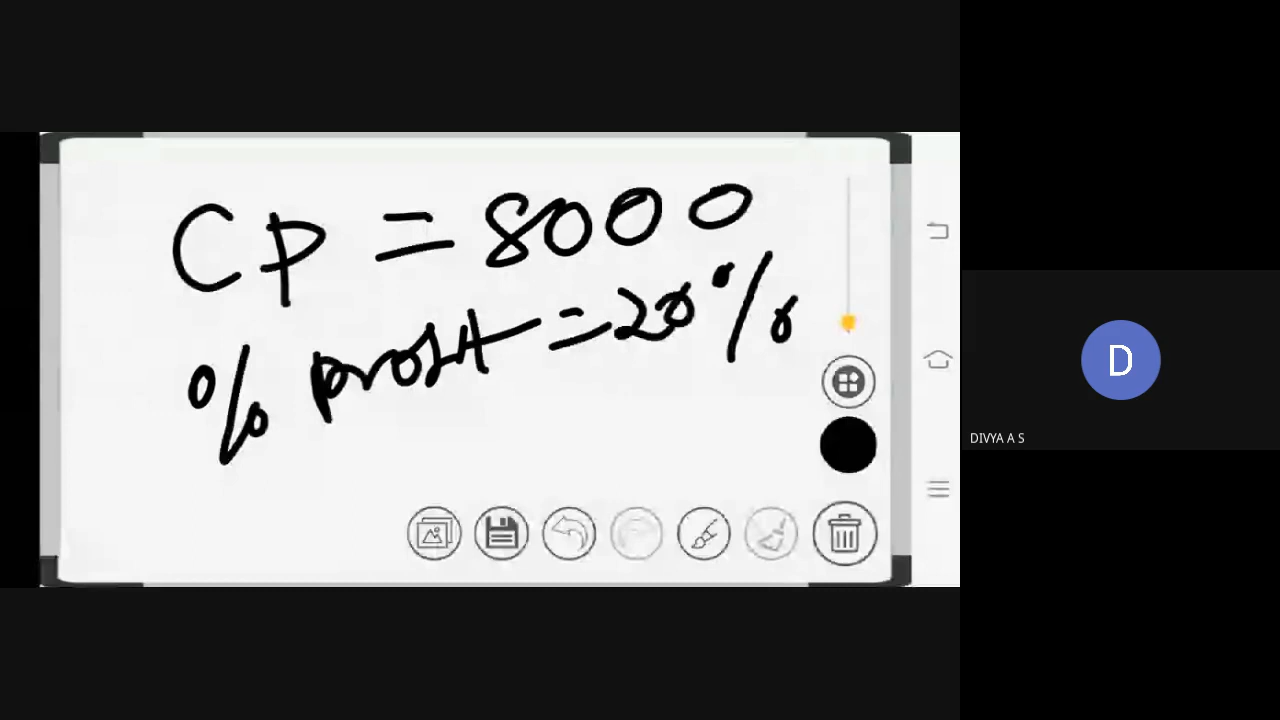 CP = 8000
% profit = 20%
D
DIVYA A S